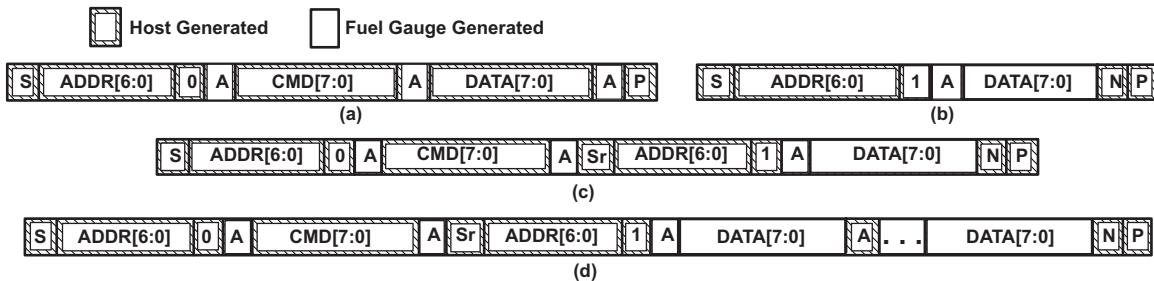 Host Generated Fuel Gauge Generated
S ADDR[6:0] 0 A CMD[7:0] A DATA[7:0] A P
(a)
S ADDR[6:0] 1 A DATA[7:0] N P
(b)
S ADDR[6:0] 0 A CMD[7:0] A Sr ADDR[6:0] 1 A DATA[7:0] N P
(c)
S ADDR[6:0] 0 A CMD[7:0] A Sr ADDR[6:0] 1 A DATA[7:0] A . . . DATA[7:0] N P
(d)